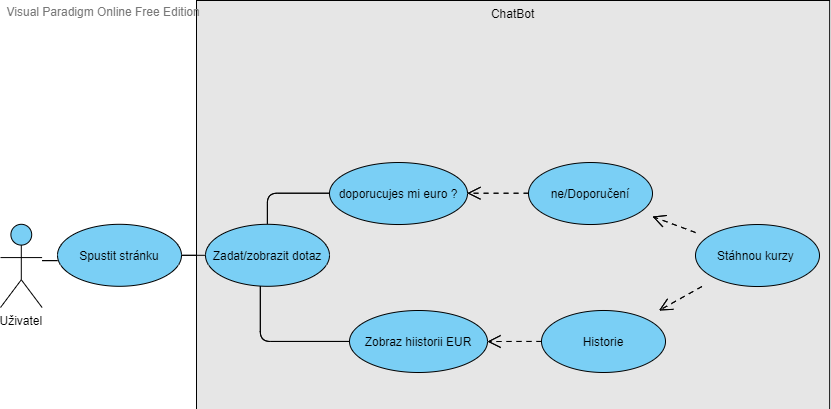 Visual Paradigm Online Free Edition
ChatBot
doporucujes mi euro ?
ne/Doporučení
Spustit stránku
Zadat/zobrazit dotaz
Stáhnou kurzy
Uživatel
Zobraz hiistorii EUR
Historie